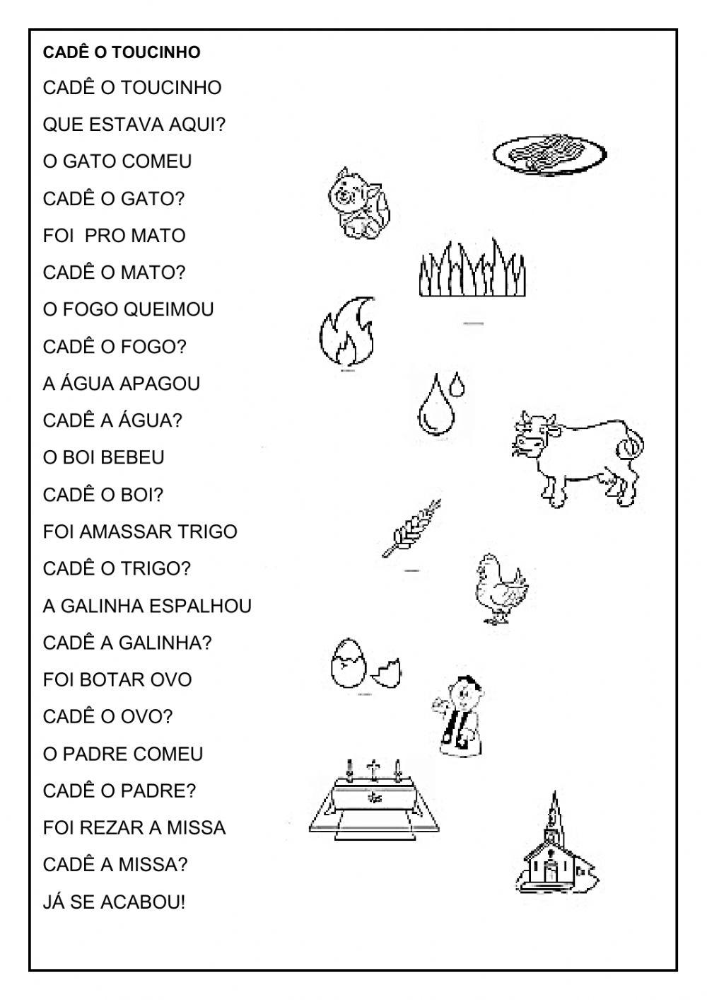 CADÊ O TOUCINHO
CADÊ O TOUCINHO
QUE ESTAVA AQUI?
O GATO COMEU
CADÊ O GATO?
FOI  PRO MATO
CADÊ O MATO?
O FOGO QUEIMOU
CADÊ O FOGO?
A ÁGUA APAGOU
CADÊ A ÁGUA?
O BOI BEBEU
CADÊ O BOI?
FOI AMASSAR TRIGO
CADÊ O TRIGO?
A GALINHA ESPALHOU
CADÊ A GALINHA?
FOI BOTAR OVO
CADÊ O OVO?
O PADRE COMEU
CADÊ O PADRE?
FOI REZAR A MISSA
CADÊ A MISSA?
JÁ SE ACABOU!